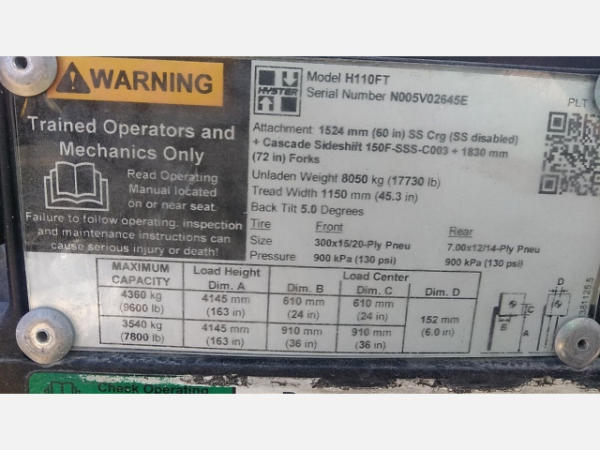 WARNING
Trained Operators and
Mechanics Only
Read Operating
Manual located
on or near seat.
Failure to follow operating, inspection
and maintenance instructions can
cause serious injury or death!
HYSTER
Model H110FT
Serial Number N005V02645E
PLT
Attachment 1524 mm (60 in) SS Crg (SS disabled)
+ Cascade Sideshift 150F-SSS-C003 + 1830 mm
(72 in) Forks
Unladen Weight 8050 kg (17730 lb)
Tread Width 1150 mm (45.3 in)
Back Tilt 5.0 Degrees
Tire Front Rear
Size 300x15/20-Ply Pneu 7.00x12/14-Ply Pneu
Pressure 900 kPa (130 psi) 900 kPa (130 psi)
MAXIMUM CAPACITY Load Height Dim. A Load Center Dim. B Dim. C Dim. D
4360 kg 4145 mm 610 mm 610 mm 152 mm
(9600 lb) (163 in) (24 in) (24 in) (6.0 in)
3540 kg 4145 mm 910 mm 910 mm
(7800 lb) (163 in) (36 in) (36 in)
D
C
B
A
Check Operating